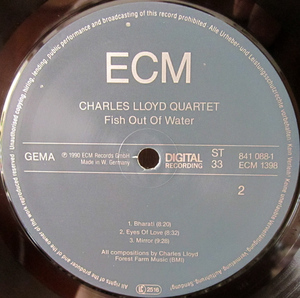 ECM
CHARLES LLOYD QUARTET
Fish Out Of Water
GEMA
℗ 1990 ECM Records GmbH
Made in W. Germany
DIGITAL
RECORDING
ST
33
841 088-1
ECM 1398
2
1. Bharati (8:20)
2. Eyes Of Love (6:32)
3. Mirror (9:28)
All compositions by Charles Lloyd
Forest Farm Music (BMI)